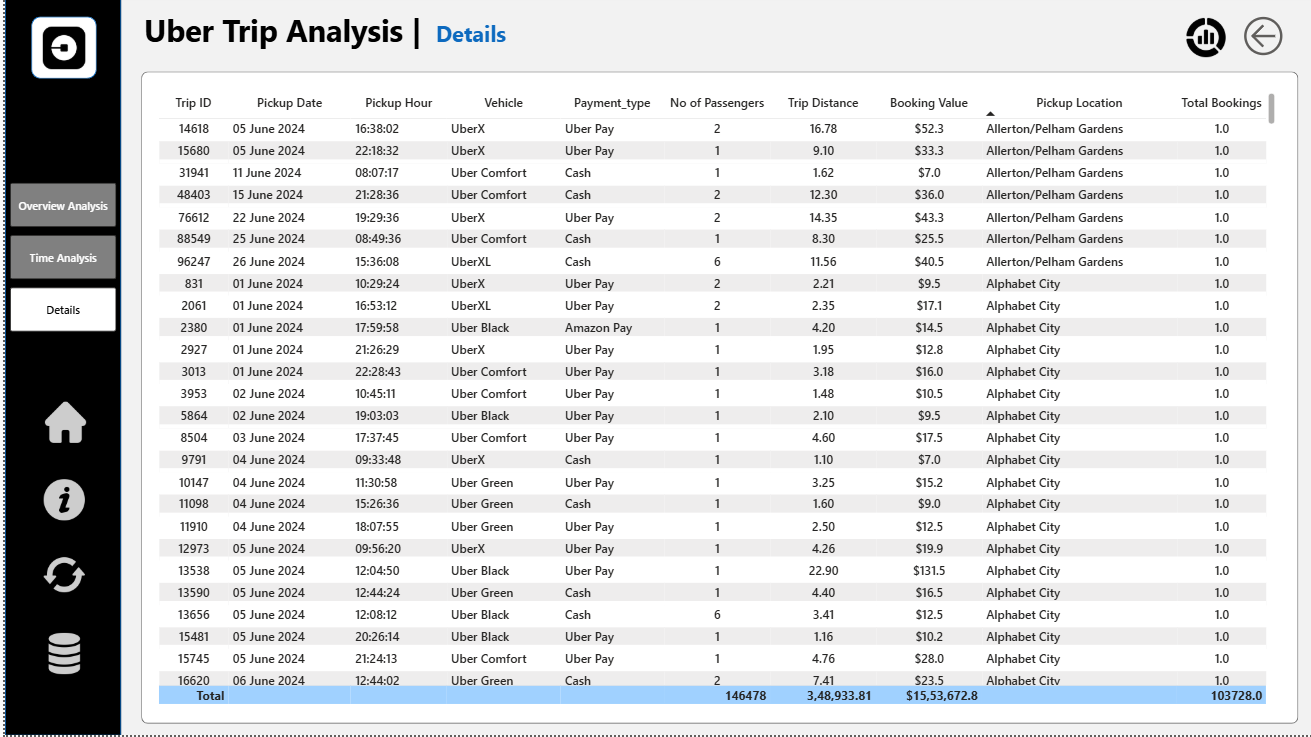 Uber Trip Analysis | Details
Overview Analysis
Time Analysis
Details
Trip ID Pickup Date Pickup Hour Vehicle Payment_type No of Passengers Trip Distance Booking Value Pickup Location Total Bookings
14618 05 June 2024 16:38:02 UberX Uber Pay 2 16.78 $52.3 Allerton/Pelham Gardens 1.0
15680 05 June 2024 22:18:32 UberX Uber Pay 1 9.10 $33.3 Allerton/Pelham Gardens 1.0
31941 11 June 2024 08:07:17 Uber Comfort Cash 1 1.62 $7.0 Allerton/Pelham Gardens 1.0
48403 15 June 2024 21:28:36 Uber Comfort Cash 2 12.30 $36.0 Allerton/Pelham Gardens 1.0
76612 22 June 2024 19:29:36 UberX Uber Pay 2 14.35 $43.3 Allerton/Pelham Gardens 1.0
88549 25 June 2024 08:49:36 Uber Comfort Cash 1 8.30 $25.5 Allerton/Pelham Gardens 1.0
96247 26 June 2024 15:36:08 UberXL Cash 6 11.56 $40.5 Allerton/Pelham Gardens 1.0
831 01 June 2024 10:29:24 UberX Uber Pay 2 2.21 $9.5 Alphabet City 1.0
2061 01 June 2024 16:53:12 UberXL Uber Pay 2 2.35 $17.1 Alphabet City 1.0
2380 01 June 2024 17:59:58 Uber Black Amazon Pay 1 4.20 $14.5 Alphabet City 1.0
2927 01 June 2024 21:26:29 UberX Uber Pay 1 1.95 $12.8 Alphabet City 1.0
3013 01 June 2024 22:28:43 Uber Comfort Uber Pay 1 3.18 $16.0 Alphabet City 1.0
3953 02 June 2024 10:45:11 Uber Comfort Uber Pay 1 1.48 $10.5 Alphabet City 1.0
5864 02 June 2024 19:03:03 Uber Black Uber Pay 1 2.10 $9.5 Alphabet City 1.0
8504 03 June 2024 17:37:45 Uber Comfort Uber Pay 1 4.60 $17.5 Alphabet City 1.0
9791 04 June 2024 09:33:48 UberX Cash 1 1.10 $7.0 Alphabet City 1.0
10147 04 June 2024 11:30:58 Uber Green Uber Pay 1 3.25 $15.2 Alphabet City 1.0
11098 04 June 2024 15:26:36 Uber Green Cash 1 1.60 $9.0 Alphabet City 1.0
11910 04 June 2024 18:07:55 Uber Green Uber Pay 1 2.50 $12.5 Alphabet City 1.0
12973 05 June 2024 09:56:20 UberX Uber Pay 1 4.26 $19.9 Alphabet City 1.0
13538 05 June 2024 12:04:50 Uber Black Uber Pay 1 22.90 $131.5 Alphabet City 1.0
13590 05 June 2024 12:44:24 Uber Green Cash 1 4.40 $16.5 Alphabet City 1.0
13656 05 June 2024 12:08:12 Uber Black Cash 6 3.41 $12.5 Alphabet City 1.0
15481 05 June 2024 20:26:14 Uber Black Uber Pay 1 1.16 $10.2 Alphabet City 1.0
15745 05 June 2024 21:24:13 Uber Comfort Uber Pay 1 4.76 $28.0 Alphabet City 1.0
16620 06 June 2024 12:44:02 Uber Green Cash 2 7.41 $23.5 Alphabet City 1.0
Total 146478 3,48,933.81 $15,53,672.8 103728.0